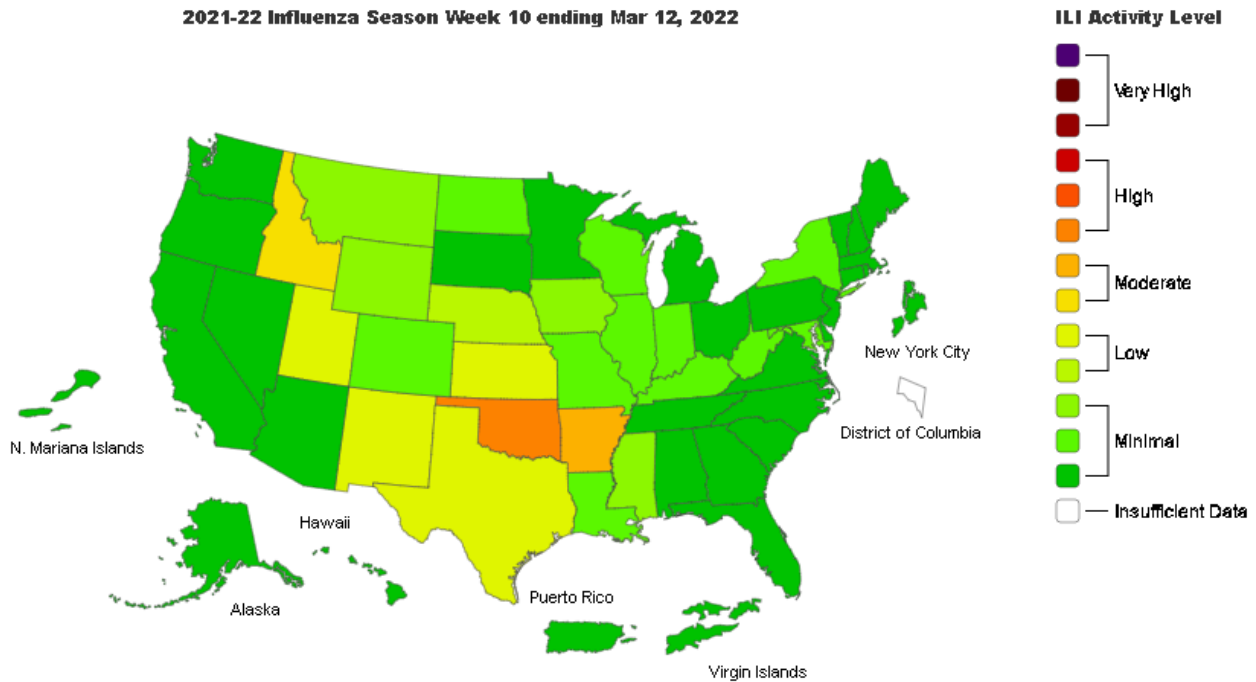 2021-22 Influenza Season Week 10 ending Mar 12, 2022
ILI Activity Level
Very High
High
Moderate
Low
Minimal
Insufficient Data
New York City
District of Columbia
N. Mariana Islands
Hawaii
Alaska
Puerto Rico
Virgin Islands